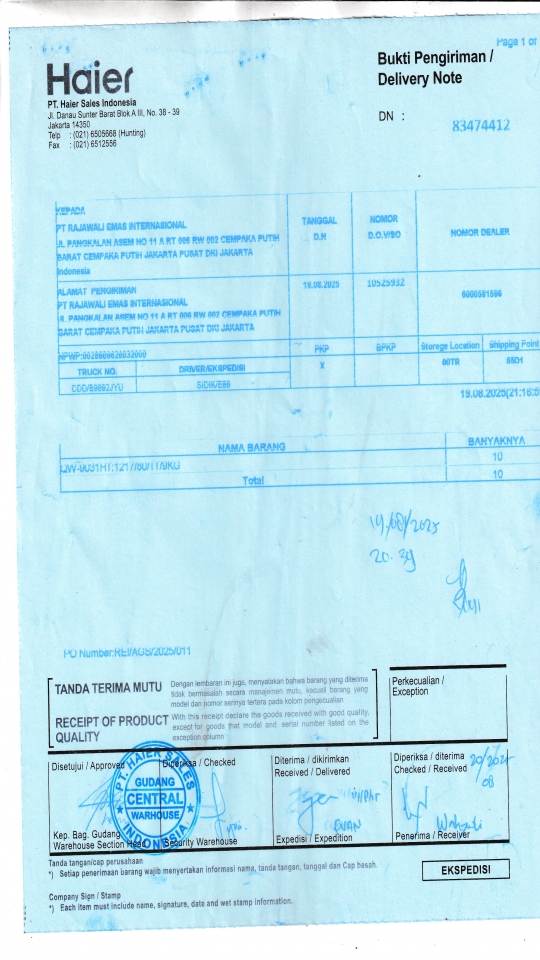 Page 1 or
Haier
Bukti Pengiriman /
Delivery Note
PT. Haier Sales Indonesia
Jl. Danau Sunter Barat Blok A III, No. 38 - 39
Jakarta 14350
Telp : (021) 6505668 (Hunting)
Fax : (021) 6512556
DN :
83474412
KEPADA
PT RAJAWALI EMAS INTERNASIONAL
JL PANGKALAN ASEM NO 11 A RT 006 RW 002 CEMPAKA PUTIH
BARAT CEMPAKA PUTIH JAKARTA PUSAT DKI JAKARTA
Indonesia
TANGGAL
D.N
NOMOR
D.O.V/SO
NOMOR DEALER
ALAMAT PENGIRIMAN
PT RAJAWALI EMAS INTERNASIONAL
JL PANGKALAN ASEM NO 11 A RT 006 RW 002 CEMPAKA PUTIH
BARAT CEMPAKA PUTIH JAKARTA PUSAT DKI JAKARTA
19.08.2025
10525932
PKP
BPKP
Storege Location
Shipping Point
TRUCK NO.
DRIVER/EKSPEDISI
X
00TR
19.08.2025(21:16:5
NAMA BARANG
BANYAKNYA
10
Total
10
19/08/2025
20.39
PO Number:REI/AGS/2025/011
TANDA TERIMA MUTU
Dengan lembaran ini juga, menyatakan bahwa barang yang diterima
tidak bermasalah secara manajemen mutu, kecuali barang yang
model dan nomor serinya tertera pada kolom pengecualian
RECEIPT OF PRODUCT
QUALITY
With this receipt declare the goods received with good quality,
except for goods that model and serial number listed on the
exception column
Perkecualian /
Exception
Disetujui / Approved
Diperiksa / Checked
Diterima / dikirimkan
Received / Delivered
Diperiksa / diterima
Checked / Received
20/2025
08
PT. HAIER SALES
GUDANG
CENTRAL
WARHOUSE
INDONESIA
Kep. Bag. Gudang
Warehouse Section Head
Security Warehouse
Expedisi / Expedition
Penerima / Receiver
Tanda tangan/cap perusahaan
*) Setiap penerimaan barang wajib menyertakan informasi nama, tanda tangan, tanggal dan Cap basah.
EKSPEDISI
Company Sign / Stamp
*) Each item must include name, signature, date and wet stamp information.